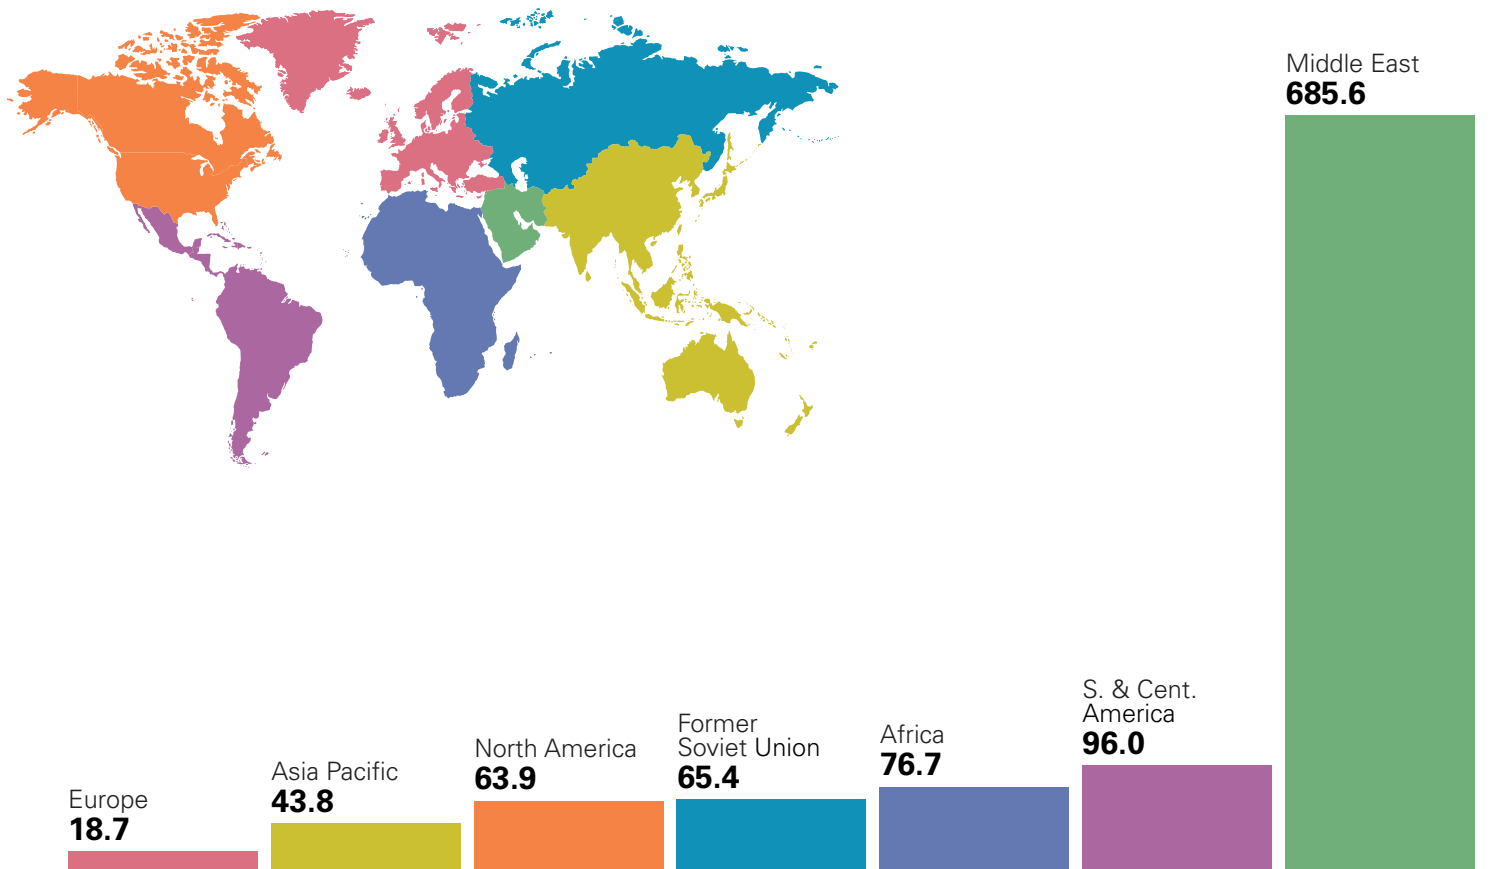 Middle East
685.6
S. & Cent.
America
96.0
Former
Soviet Union
65.4
Africa
76.7
North America
63.9
Asia Pacific
43.8
Europe
18.7